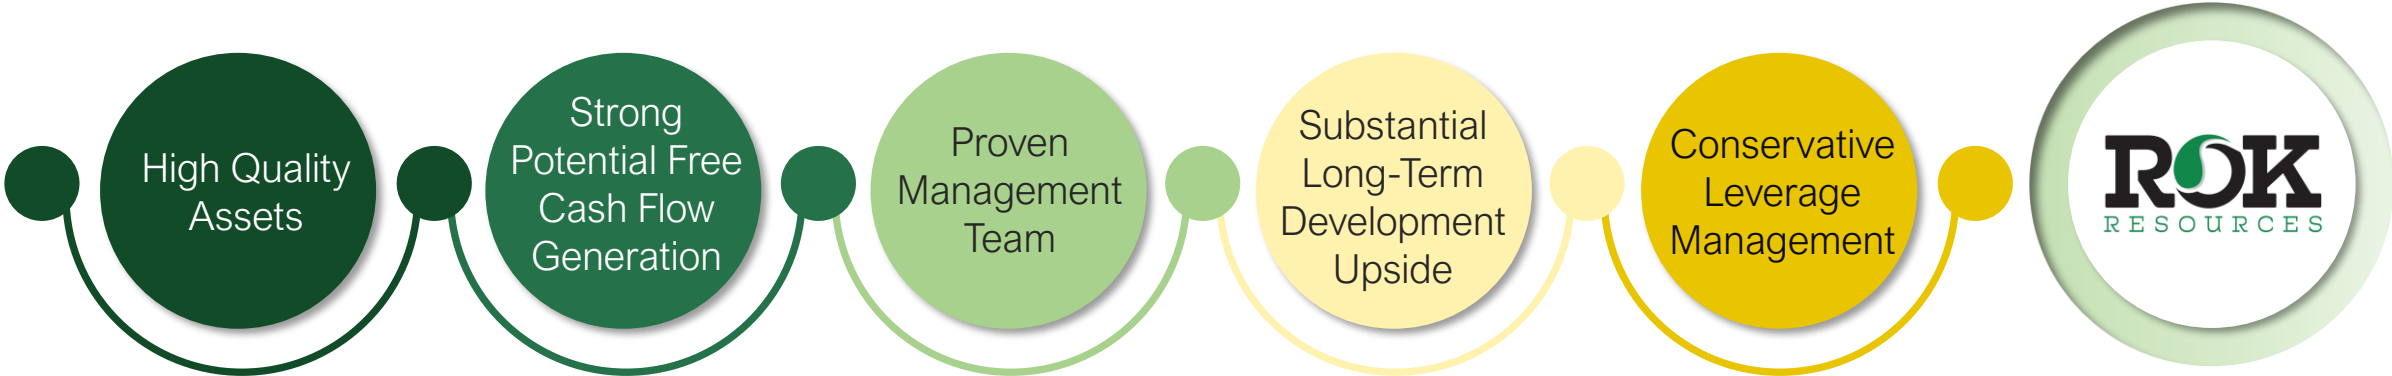 High Quality
Assets
Strong
Potential Free
Cash Flow
Generation
Proven
Management
Team
Substantial
Long-Term
Development
Upside
Conservative
Leverage
Management
ROK
RESOURCES